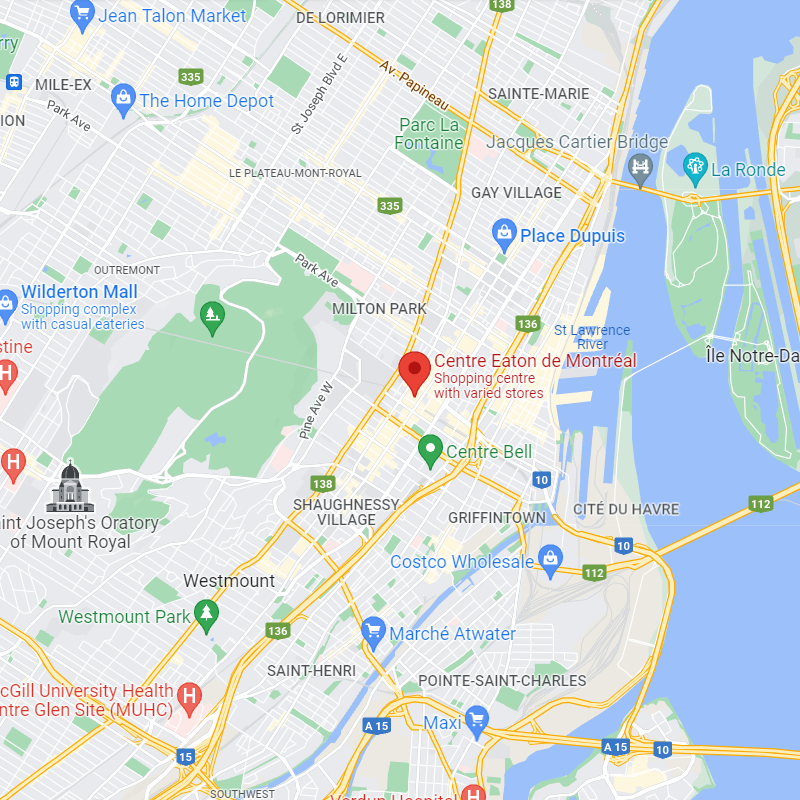 138
DE LORIMIER
Jean Talon Market
rry
335
MILE-EX
Av. Papineau
St Joseph Blvd E
SAINTE-MARIE
The Home Depot
Park Ave
ION
Parc La
Fontaine
Jacques Cartier Bridge
La Ronde
LE PLATEAU-MONT-ROYAL
GAY VILLAGE
335
Place Dupuis
OUTREMONT
Park Ave
Wilderton Mall
Shopping complex
with casual eateries
MILTON PARK
136
St Lawrence
River
stine
H
Île Notre-Da
Centre Eaton de Montréal
Shopping centre
with varied stores
Pine Ave W
Centre Bell
H
138
10
SHAUGHNESSY
VILLAGE
GRIFFINTOWN
CITÉ DU HAVRE
112
aint Joseph's Oratory
of Mount Royal
10
Costco Wholesale
112
Westmount
Westmount Park
136
Marché Atwater
SAINT-HENRI
POINTE-SAINT-CHARLES
cGill University Health
ntre Glen Site (MUHC)
H
Maxi
A 15
A 15
10
15
SOUTHWEST
Verdun Hospital
H